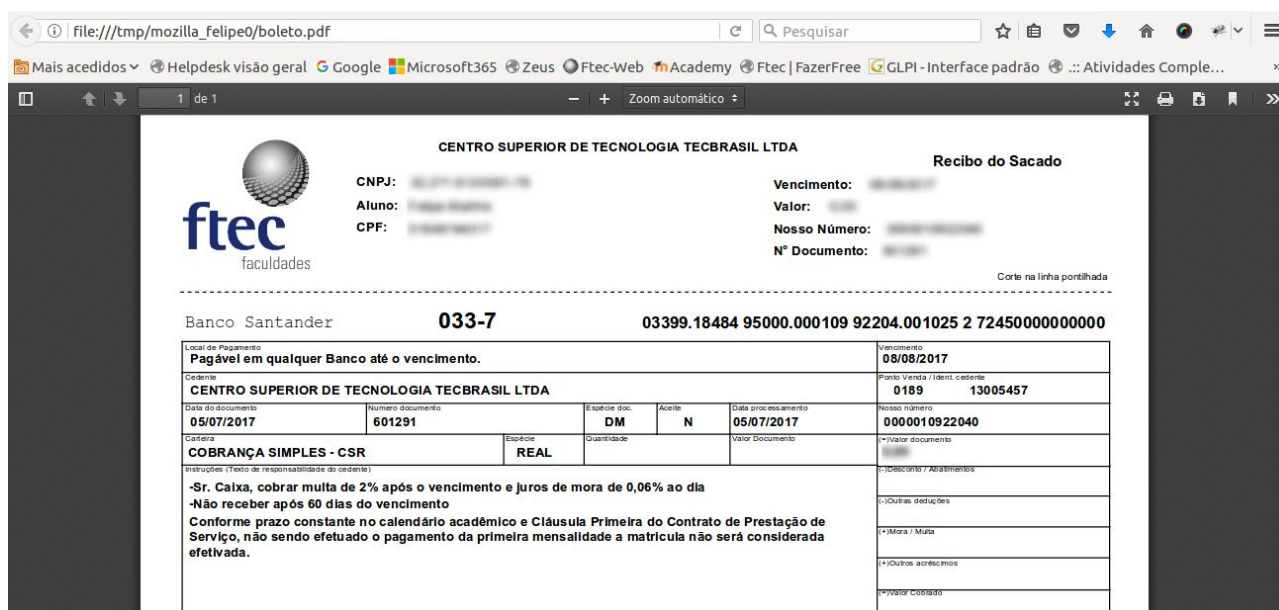 file:///tmp/mozilla_felipe0/boleto.pdf
Pesquisar
Mais acedidos Helpdesk visão geral Google Microsoft365 Zeus Ftec-Web Academy Ftec | FazerFree GLPI - Interface padrão .:: Atividades Comple...
1 de 1 Zoom automático
CENTRO SUPERIOR DE TECNOLOGIA TECBRASIL LTDA
Recibo do Sacado
CNPJ: Vencimento:
Aluno: Valor:
CPF: Nosso Número:
N° Documento:
ftec
faculdades
Corte na linha pontilhada
Banco Santander 033-7 03399.18484 95000.000109 92204.001025 2 72450000000000
Local de Pagamento Vencimento
Pagável em qualquer Banco até o vencimento. 08/08/2017
Cedente Ponto Venda / Ident. cedente
CENTRO SUPERIOR DE TECNOLOGIA TECBRASIL LTDA 0189 13005457
Data do documento Numero documento Espécie doc. Aceite Data processamento Nosso número
05/07/2017 601291 DM N 05/07/2017 0000010922040
Carteira Espécie Quantidade Valor Documento (=)Valor documento
COBRANÇA SIMPLES - CSR REAL
Instruções (Texto de responsabilidade do cedente) (-)Desconto / Abatimentos
-Sr. Caixa, cobrar multa de 2% após o vencimento e juros de mora de 0,06% ao dia
-Não receber após 60 dias do vencimento (-)Outras deduções
Conforme prazo constante no calendário acadêmico e Cláusula Primeira do Contrato de Prestação de
Serviço, não sendo efetuado o pagamento da primeira mensalidade a matricula não será considerada (+)Mora / Multa
efetivada.
(+)Outros acréscimos
(=)Valor Cobrado